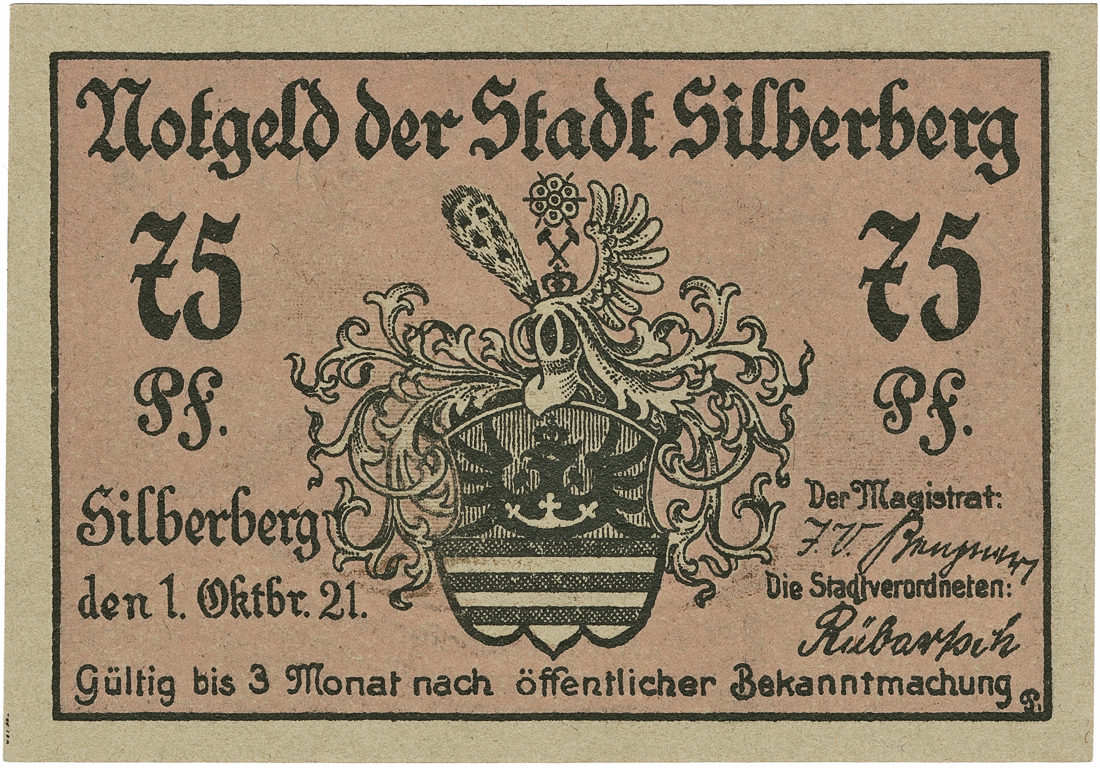 Notgeld der Stadt Silberberg
75 75
Pf. Pf.
Silberberg
den 1. Oktbr. 21.
Der Magistrat:
J.V.
Die Stadtverordneten:
Rübartsch
Gültig bis 3 Monat nach öffentlicher Bekanntmachung
P.